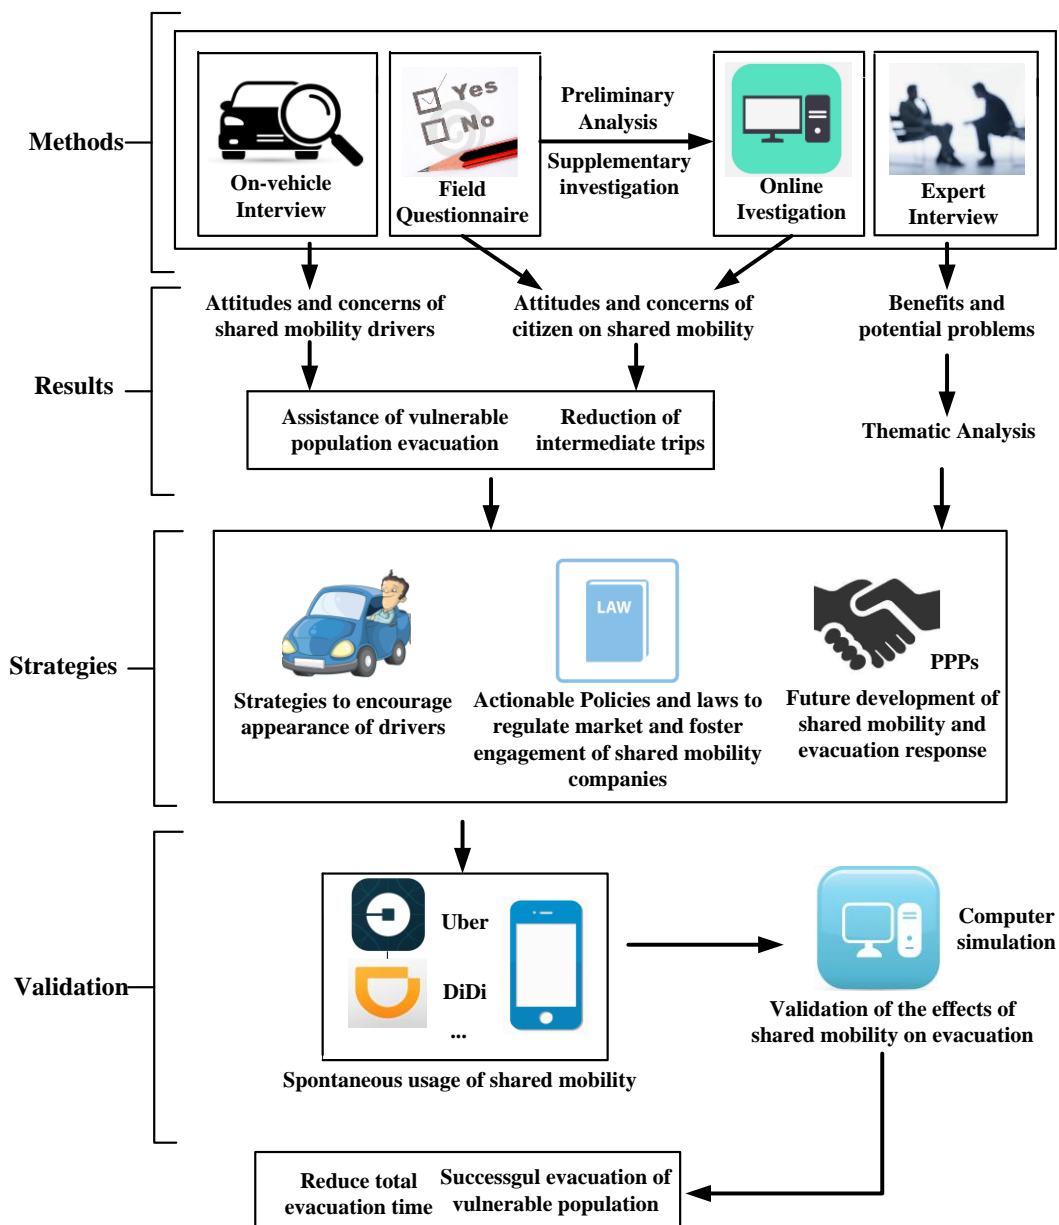 Methods
On-vehicle
Interview
Yes
No
Field
Questionnaire
Preliminary
Analysis
Supplementary
investigation
Online
Ivestigation
Expert
Interview
Results
Attitudes and concerns of
shared mobility drivers
Attitudes and concerns of
citizen on shared mobility
Benefits and
potential problems
Assistance of vulnerable
population evacuation
Reduction of
intermediate trips
Thematic Analysis
Strategies
LAW
PPPs
Strategies to encourage
appearance of drivers
Actionable Policies and laws to
regulate market and foster
engagement of shared mobility
companies
Future development of
shared mobility and
evacuation response
Validation
Uber
DiDi
...
Spontaneous usage of shared mobility
Computer
simulation
Validation of the effects of
shared mobility on evacuation
Reduce total
evacuation time
Successgul evacuation of
vulnerable population